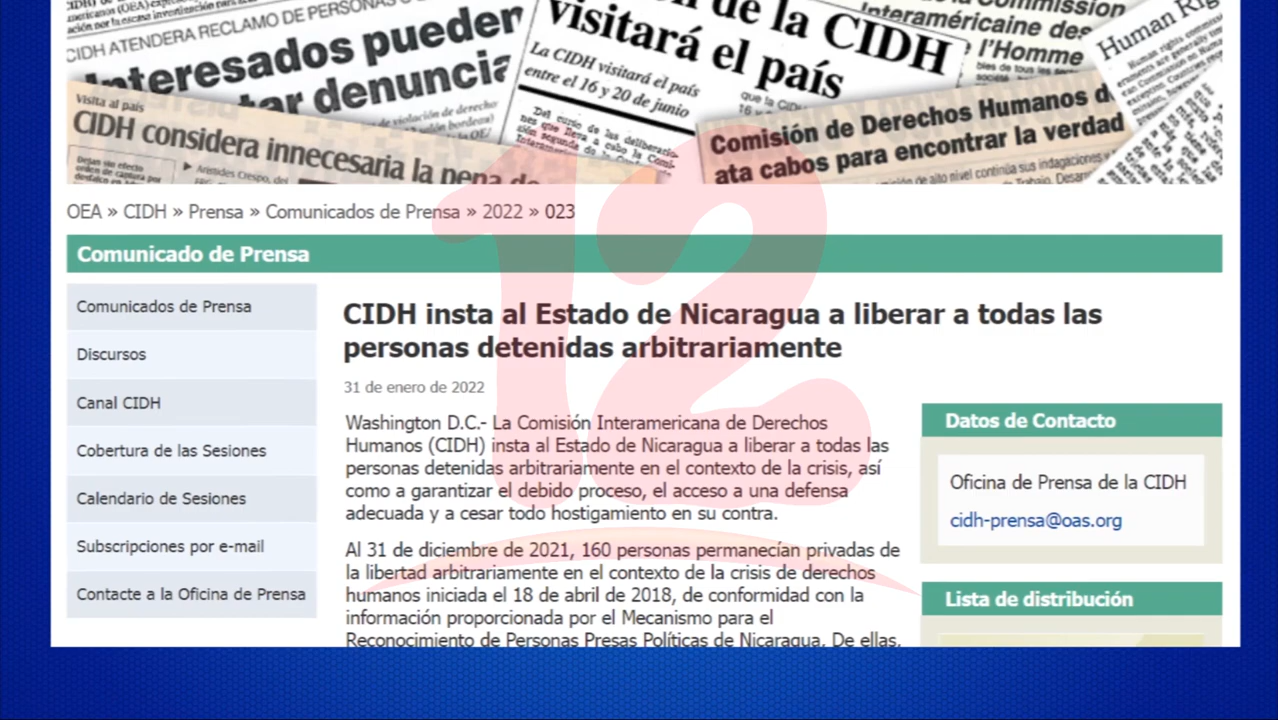 CIDH ATENDERA RECLAMO DE PERSONAS
Interesados pueden
tar denuncia
Visita al país
CIDH considera innecesaria la pena de
de la CIDH
visitará el país
La CIDH visitará el país
entre el 16 y 20 de junio
Commission
Interaméricaine des
l'Homme
Human Rig
Comisión de Derechos Humanos d
ata cabos para encontrar la verdad
OEA » CIDH » Prensa » Comunicados de Prensa » 2022 » 023
Comunicado de Prensa
Comunicados de Prensa
Discursos
Canal CIDH
Cobertura de las Sesiones
Calendario de Sesiones
Subscripciones por e-mail
Contacte a la Oficina de Prensa
CIDH insta al Estado de Nicaragua a liberar a todas las
personas detenidas arbitrariamente
31 de enero de 2022
Washington D.C.- La Comisión Interamericana de Derechos
Humanos (CIDH) insta al Estado de Nicaragua a liberar a todas las
personas detenidas arbitrariamente en el contexto de la crisis, así
como a garantizar el debido proceso, el acceso a una defensa
adecuada y a cesar todo hostigamiento en su contra.
Al 31 de diciembre de 2021, 160 personas permanecían privadas de
la libertad arbitrariamente en el contexto de la crisis de derechos
humanos iniciada el 18 de abril de 2018, de conformidad con la
información proporcionada por el Mecanismo para el
Reconocimiento de Personas Presas Políticas de Nicaragua. De ellas,
Datos de Contacto
Oficina de Prensa de la CIDH
cidh-prensa@oas.org
Lista de distribución
12